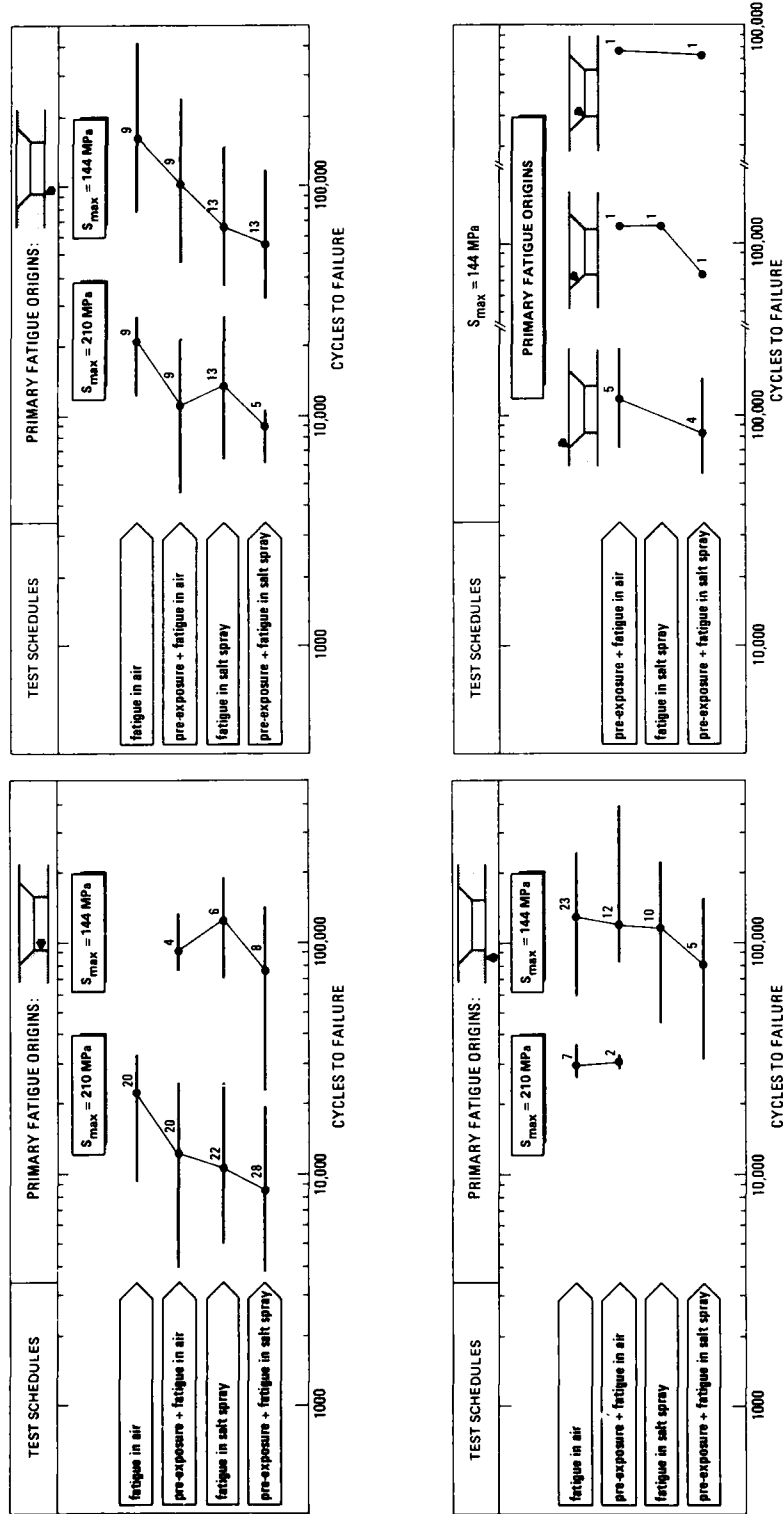 TEST SCHEDULES
PRIMARY FATIGUE ORIGINS:
Smax = 210 MPa
Smax = 144 MPa
fatigue in air
20
pre-exposure + fatigue in air
20
4
fatigue in salt spray
22
6
pre-exposure + fatigue in salt spray
28
8
1000
10,000
100,000
CYCLES TO FAILURE
TEST SCHEDULES
PRIMARY FATIGUE ORIGINS:
Smax = 210 MPa
Smax = 144 MPa
fatigue in air
9
9
pre-exposure + fatigue in air
9
9
fatigue in salt spray
13
13
pre-exposure + fatigue in salt spray
5
13
1000
10,000
100,000
CYCLES TO FAILURE
TEST SCHEDULES
PRIMARY FATIGUE ORIGINS:
Smax = 210 MPa
Smax = 144 MPa
fatigue in air
7
23
pre-exposure + fatigue in air
2
12
fatigue in salt spray
10
pre-exposure + fatigue in salt spray
5
1000
10,000
100,000
CYCLES TO FAILURE
TEST SCHEDULES
Smax = 144 MPa
PRIMARY FATIGUE ORIGINS
pre-exposure + fatigue in air
5
1
1
fatigue in salt spray
1
pre-exposure + fatigue in salt spray
4
1
1
10,000
100,000
100,000
100,000
CYCLES TO FAILURE